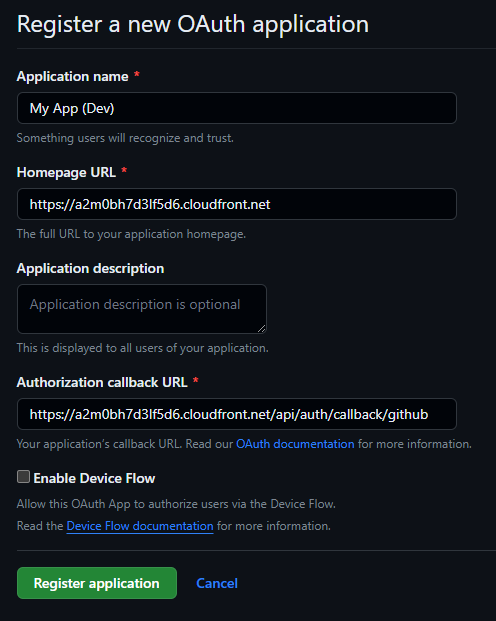 Register a new OAuth application
Application name *
My App (Dev)
Something users will recognize and trust.
Homepage URL *
https://a2m0bh7d3lf5d6.cloudfront.net
The full URL to your application homepage.
Application description
Application description is optional
This is displayed to all users of your application.
Authorization callback URL *
https://a2m0bh7d3lf5d6.cloudfront.net/api/auth/callback/github
Your application's callback URL. Read our OAuth documentation for more information.
Enable Device Flow
Allow this OAuth App to authorize users via the Device Flow.
Read the Device Flow documentation for more information.
Register application Cancel